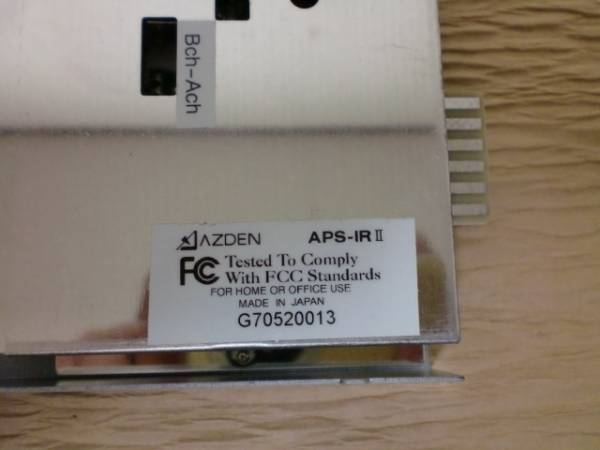 Bch-Ach
AZDEN APS-IR II
FC Tested To Comply
With FCC Standards
FOR HOME OR OFFICE USE
MADE IN JAPAN
G70520013